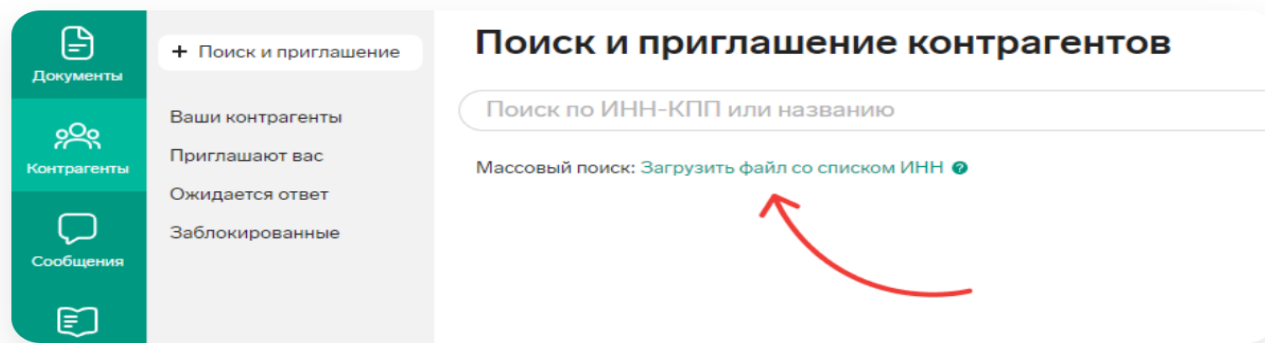 Документы
Контрагенты
Сообщения
+ Поиск и приглашение
Ваши контрагенты
Приглашают вас
Ожидается ответ
Заблокированные
Поиск и приглашение контрагентов
Поиск по ИНН-КПП или названию
Массовый поиск: Загрузить файл со списком ИНН ?